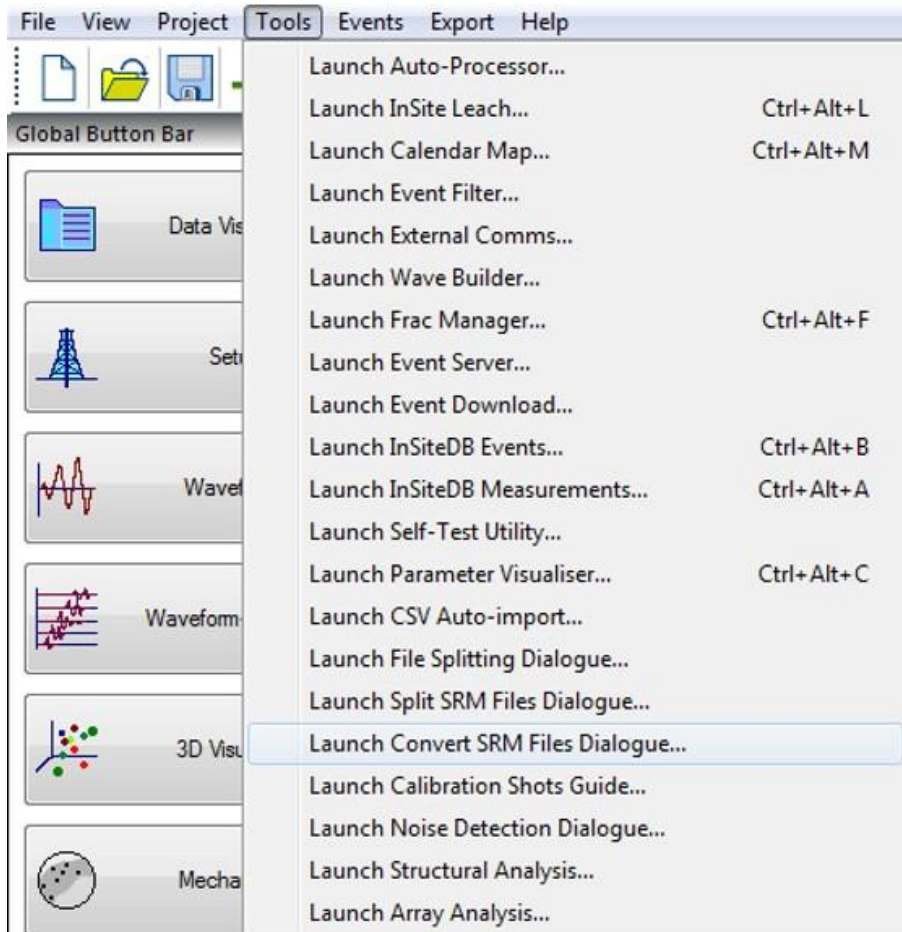 File View Project Tools Events Export Help
Global Button Bar
Data Vis
Setu
Wavef
Waveform-
3D Visu
Mecha
Launch Auto-Processor...
Launch InSite Leach... Ctrl+Alt+L
Launch Calendar Map... Ctrl+Alt+M
Launch Event Filter...
Launch External Comms...
Launch Wave Builder...
Launch Frac Manager... Ctrl+Alt+F
Launch Event Server...
Launch Event Download...
Launch InSiteDB Events... Ctrl+Alt+B
Launch InSiteDB Measurements... Ctrl+Alt+A
Launch Self-Test Utility...
Launch Parameter Visualiser... Ctrl+Alt+C
Launch CSV Auto-import...
Launch File Splitting Dialogue...
Launch Split SRM Files Dialogue...
Launch Convert SRM Files Dialogue...
Launch Calibration Shots Guide...
Launch Noise Detection Dialogue...
Launch Structural Analysis...
Launch Array Analysis...